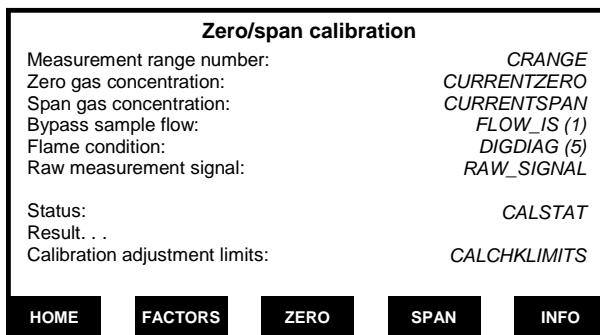 Zero/span calibration
Measurement range number: CRANGE
Zero gas concentration: CURRENTZERO
Span gas concentration: CURRENTSPAN
Bypass sample flow: FLOW_IS (1)
Flame condition: DIGDIAG (5)
Raw measurement signal: RAW_SIGNAL
Status: CALSTAT
Result. . .
Calibration adjustment limits: CALCHKLIMITS
HOME FACTORS ZERO SPAN INFO